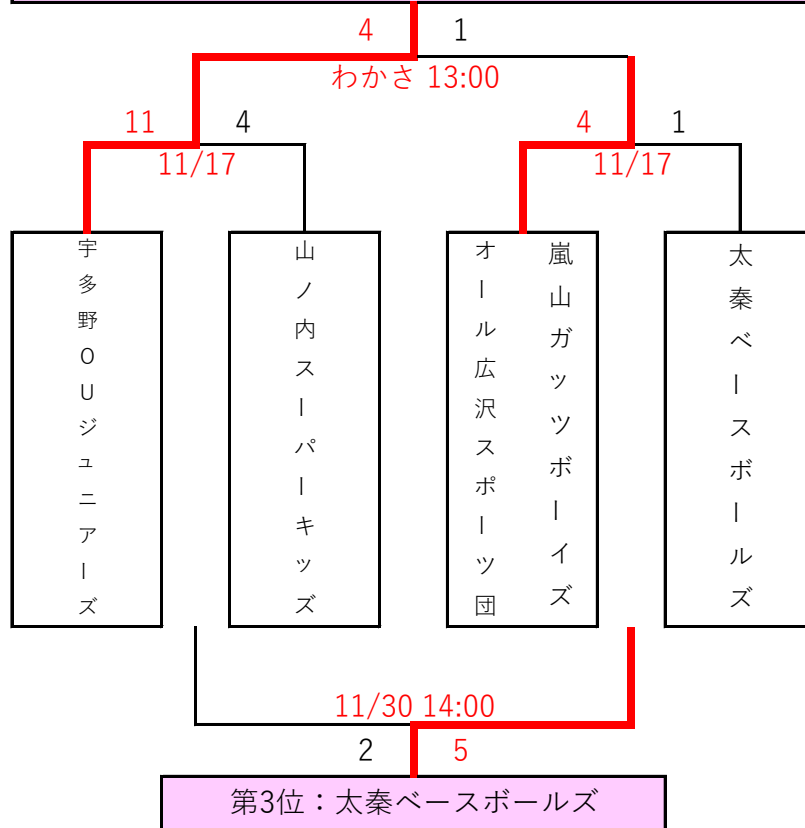 4 1
わかさ 13:00
11 4
4 1
11/17
11/17
宇多野OUジュニアーズ
山ノ内スーパーキッズ
嵐山ガッツボーイズ
オール広沢スポーツ団
太秦ベースボールズ
11/30 14:00
2 5
第3位：太秦ベースボールズ